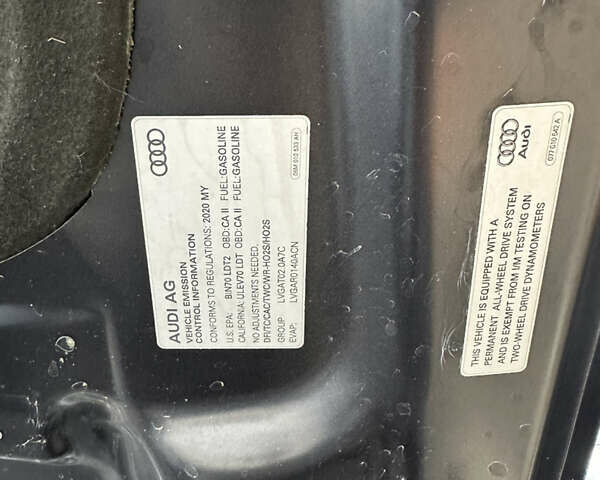 AUDI AG
VEHICLE EMISSION
CONTROL INFORMATION
CONFORMS TO REGULATIONS: 2020 MY
U.S. EPA: BIN70 LDT2 OBD:CA II FUEL:GASOLINE
CALIFORNIA: ULEV70 LDT OBD:CA II FUEL:GASOLINE
NO ADJUSTMENTS NEEDED.
DFI/TC/CAC/TWC/WR-HO2S/HO2S
GROUP: LVGAT02.0A7C
EVAP: LVGAR0140ACN
Audi
THIS VEHICLE IS EQUIPPED WITH A
PERMANENT ALL-WHEEL DRIVE SYSTEM
AND IS EXEMPT FROM I/M TESTING ON
TWO-WHEEL DRIVE DYNAMOMETERS